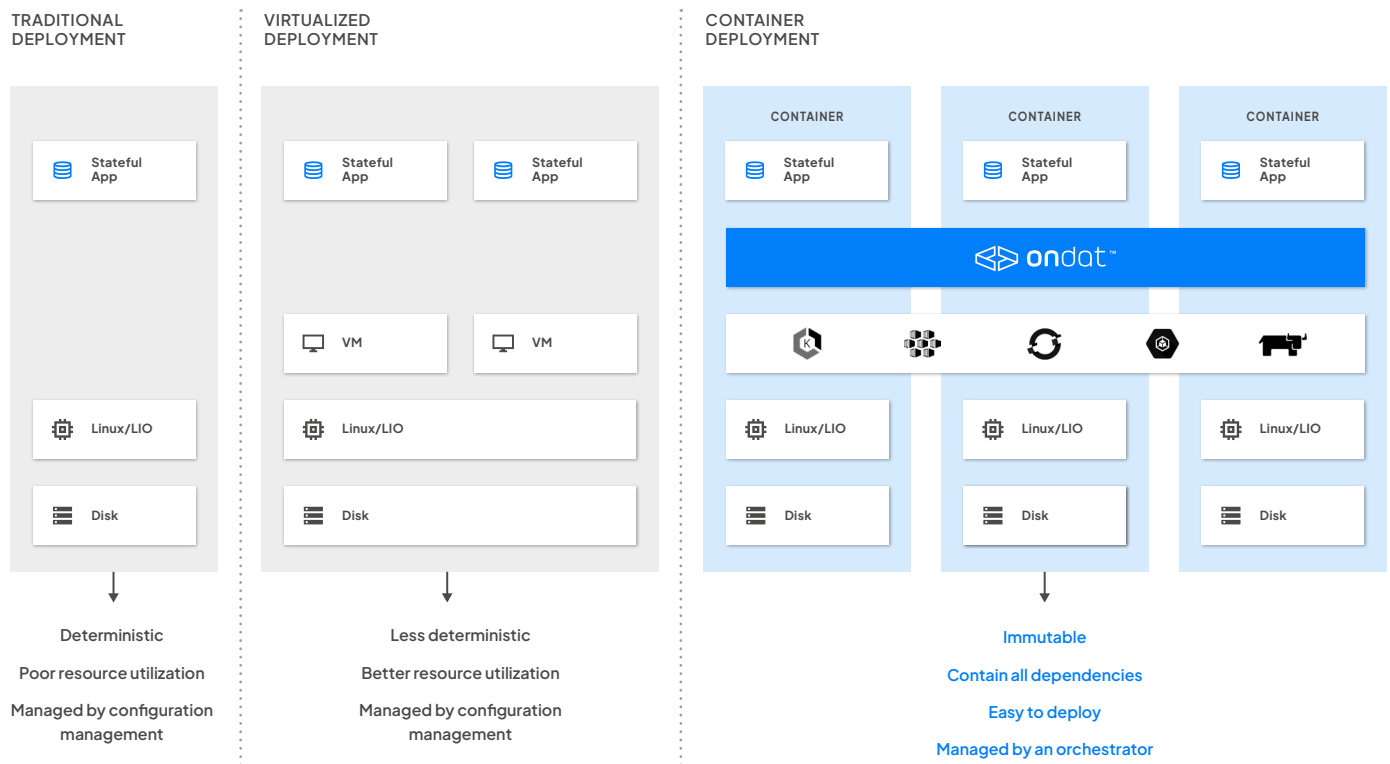 TRADITIONAL
DEPLOYMENT
Stateful
App
Linux/LIO
Disk
Deterministic
Poor resource utilization
Managed by configuration
management
VIRTUALIZED
DEPLOYMENT
Stateful
App
Stateful
App
VM
VM
Linux/LIO
Disk
Less deterministic
Better resource utilization
Managed by configuration
management
CONTAINER
DEPLOYMENT
CONTAINER
CONTAINER
CONTAINER
Stateful
App
Stateful
App
Stateful
App
ondat™
K
Linux/LIO
Linux/LIO
Linux/LIO
Disk
Disk
Disk
Immutable
Contain all dependencies
Easy to deploy
Managed by an orchestrator